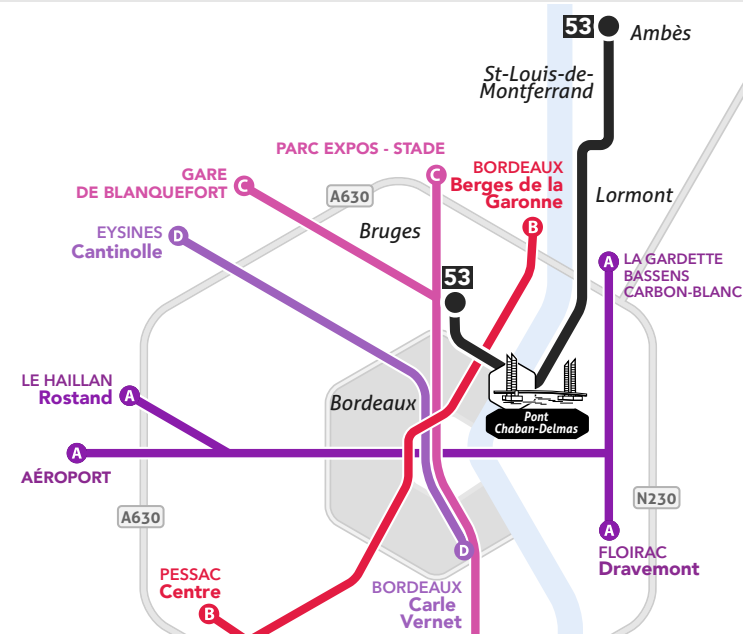 53
Ambès
St-Louis-de-
Montferrand
PARC EXPOS - STADE
C
GARE
DE BLANQUEFORT
C
BORDEAUX
Berges de la
Garonne
B
A630
Lormont
Bruges
EYSINES
Cantinolle
D
A
LA GARDETTE
BASSENS
CARBON-BLANC
53
LE HAILLAN
Rostand
A
Bordeaux
Pont
Chaban-Delmas
A
AÉROPORT
A630
N230
A
FLOIRAC
Dravemont
D
PESSAC
Centre
B
BORDEAUX
Carle
Vernet